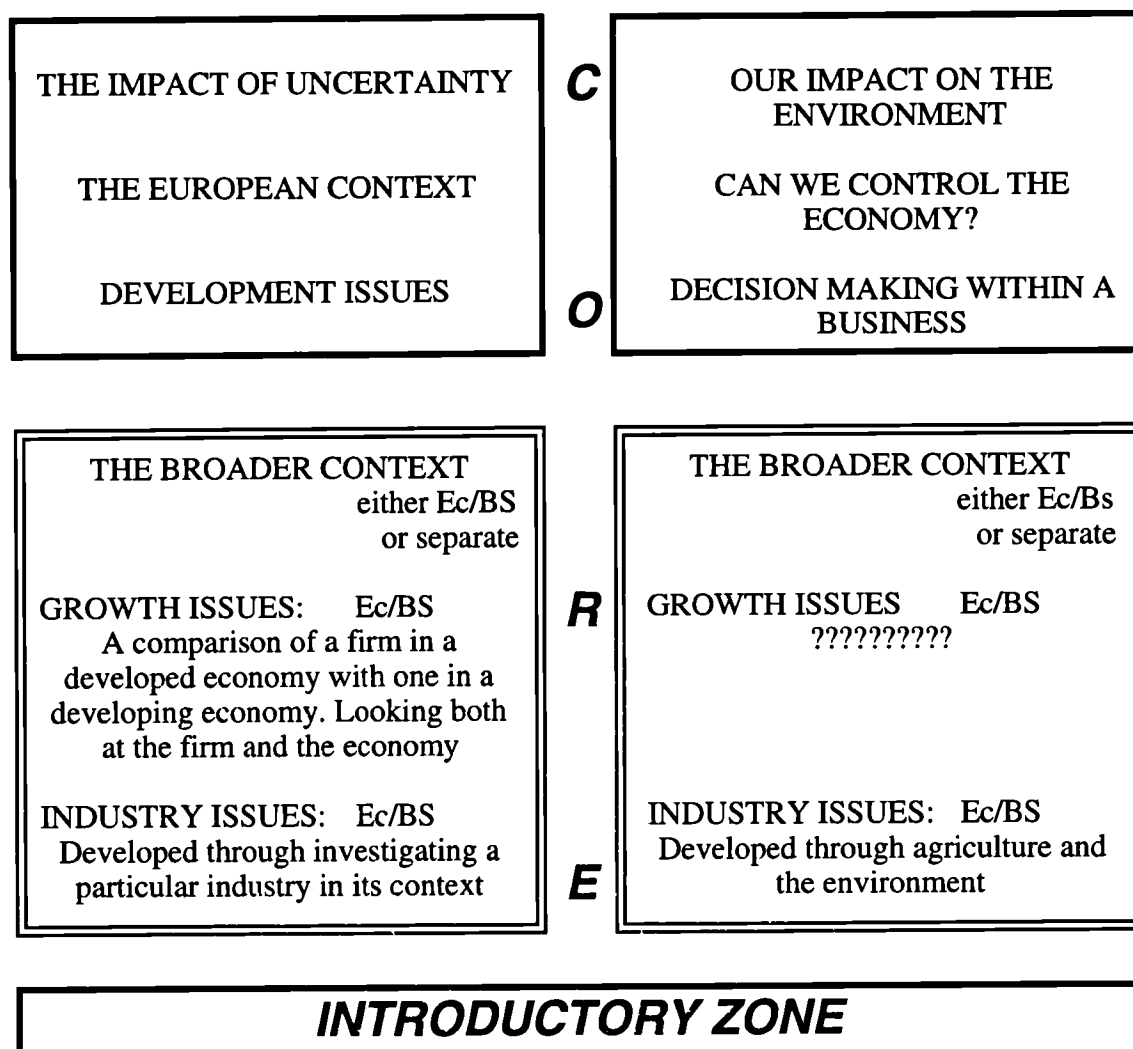 THE IMPACT OF UNCERTAINTY
THE EUROPEAN CONTEXT
DEVELOPMENT ISSUES
C
O
R
E
OUR IMPACT ON THE
ENVIRONMENT
CAN WE CONTROL THE
ECONOMY?
DECISION MAKING WITHIN A
BUSINESS
THE BROADER CONTEXT
either Ec/BS
or separate
GROWTH ISSUES: Ec/BS
A comparison of a firm in a
developed economy with one in a
developing economy. Looking both
at the firm and the economy
INDUSTRY ISSUES: Ec/BS
Developed through investigating a
particular industry in its context
THE BROADER CONTEXT
either Ec/Bs
or separate
GROWTH ISSUES Ec/BS
??????????
INDUSTRY ISSUES: Ec/BS
Developed through agriculture and
the environment
INTRODUCTORY ZONE